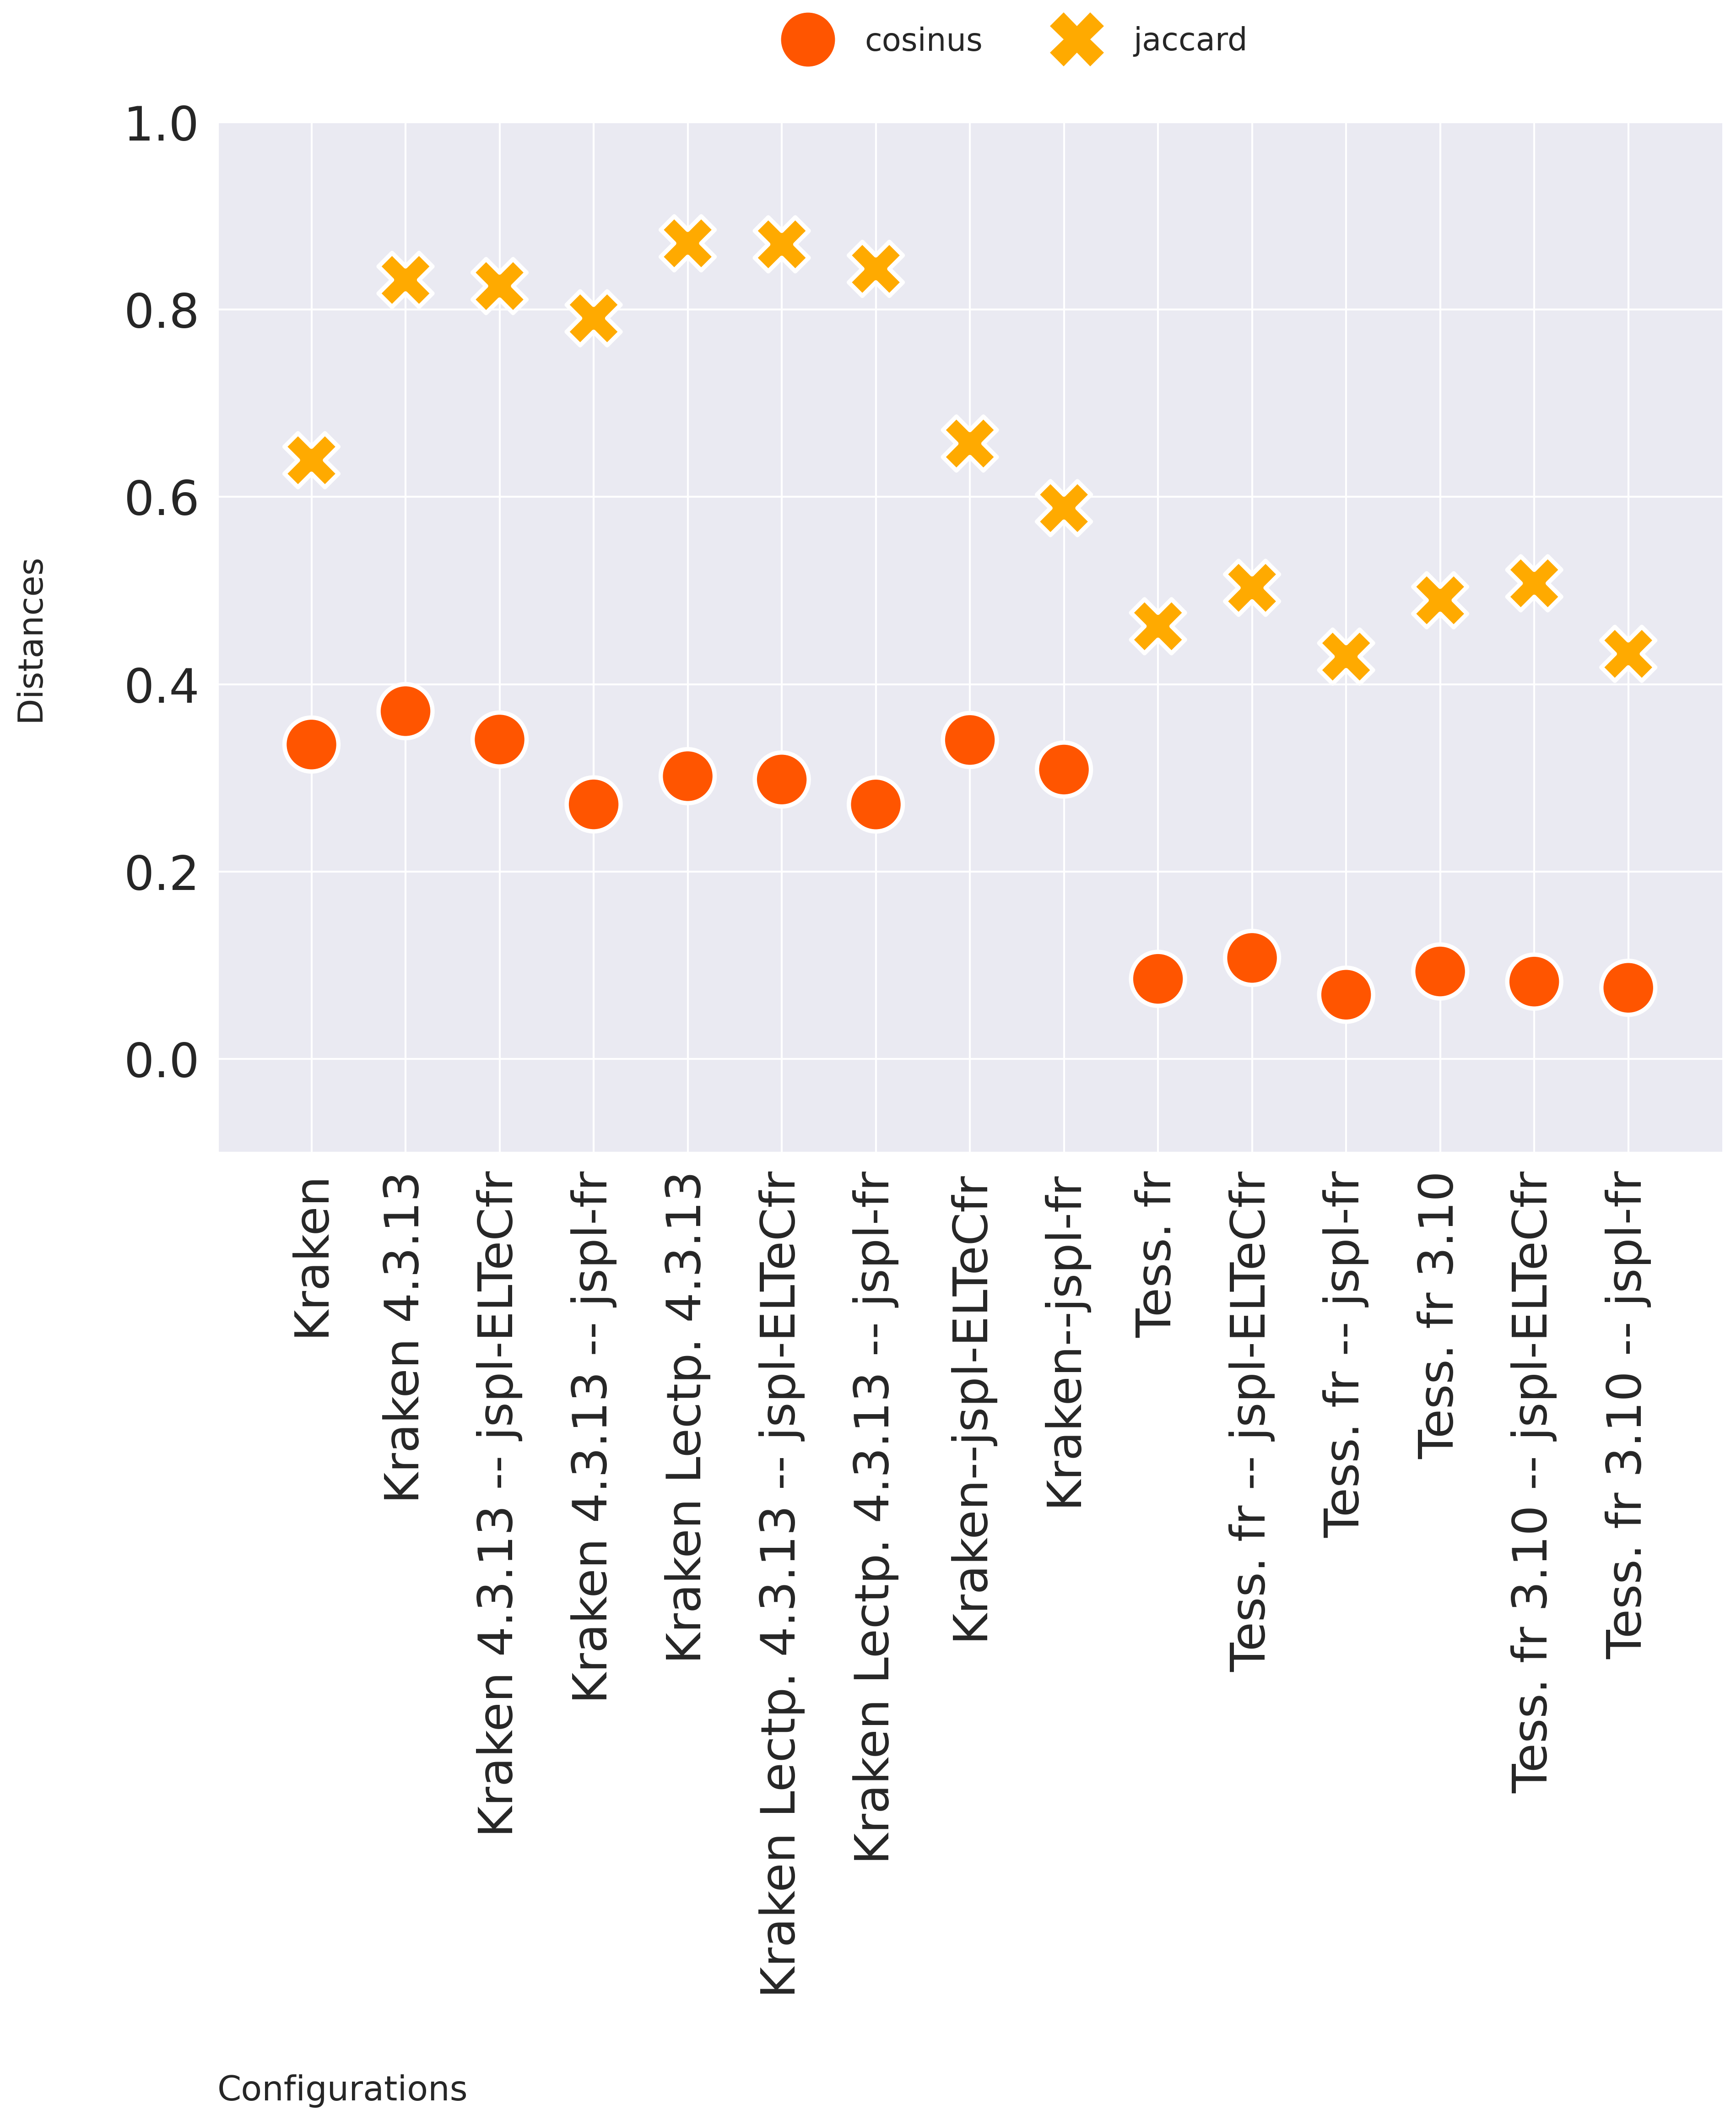 cosinus
jaccard
1.0
0.8
0.6
0.4
0.2
0.0
Distances
Kraken
Kraken 4.3.13
Kraken 4.3.13 -- jspl-ELTeCfr
Kraken 4.3.13 -- jspl-fr
Kraken Lectp. 4.3.13
Kraken Lectp. 4.3.13 -- jspl-ELTeCfr
Kraken Lectp. 4.3.13 -- jspl-fr
Kraken--jspl-ELTeCfr
Kraken--jspl-fr
Tess. fr
Tess. fr -- jspl-ELTeCfr
Tess. fr -- jspl-fr
Tess. fr 3.10
Tess. fr 3.10 -- jspl-ELTeCfr
Tess. fr 3.10 -- jspl-fr
Configurations